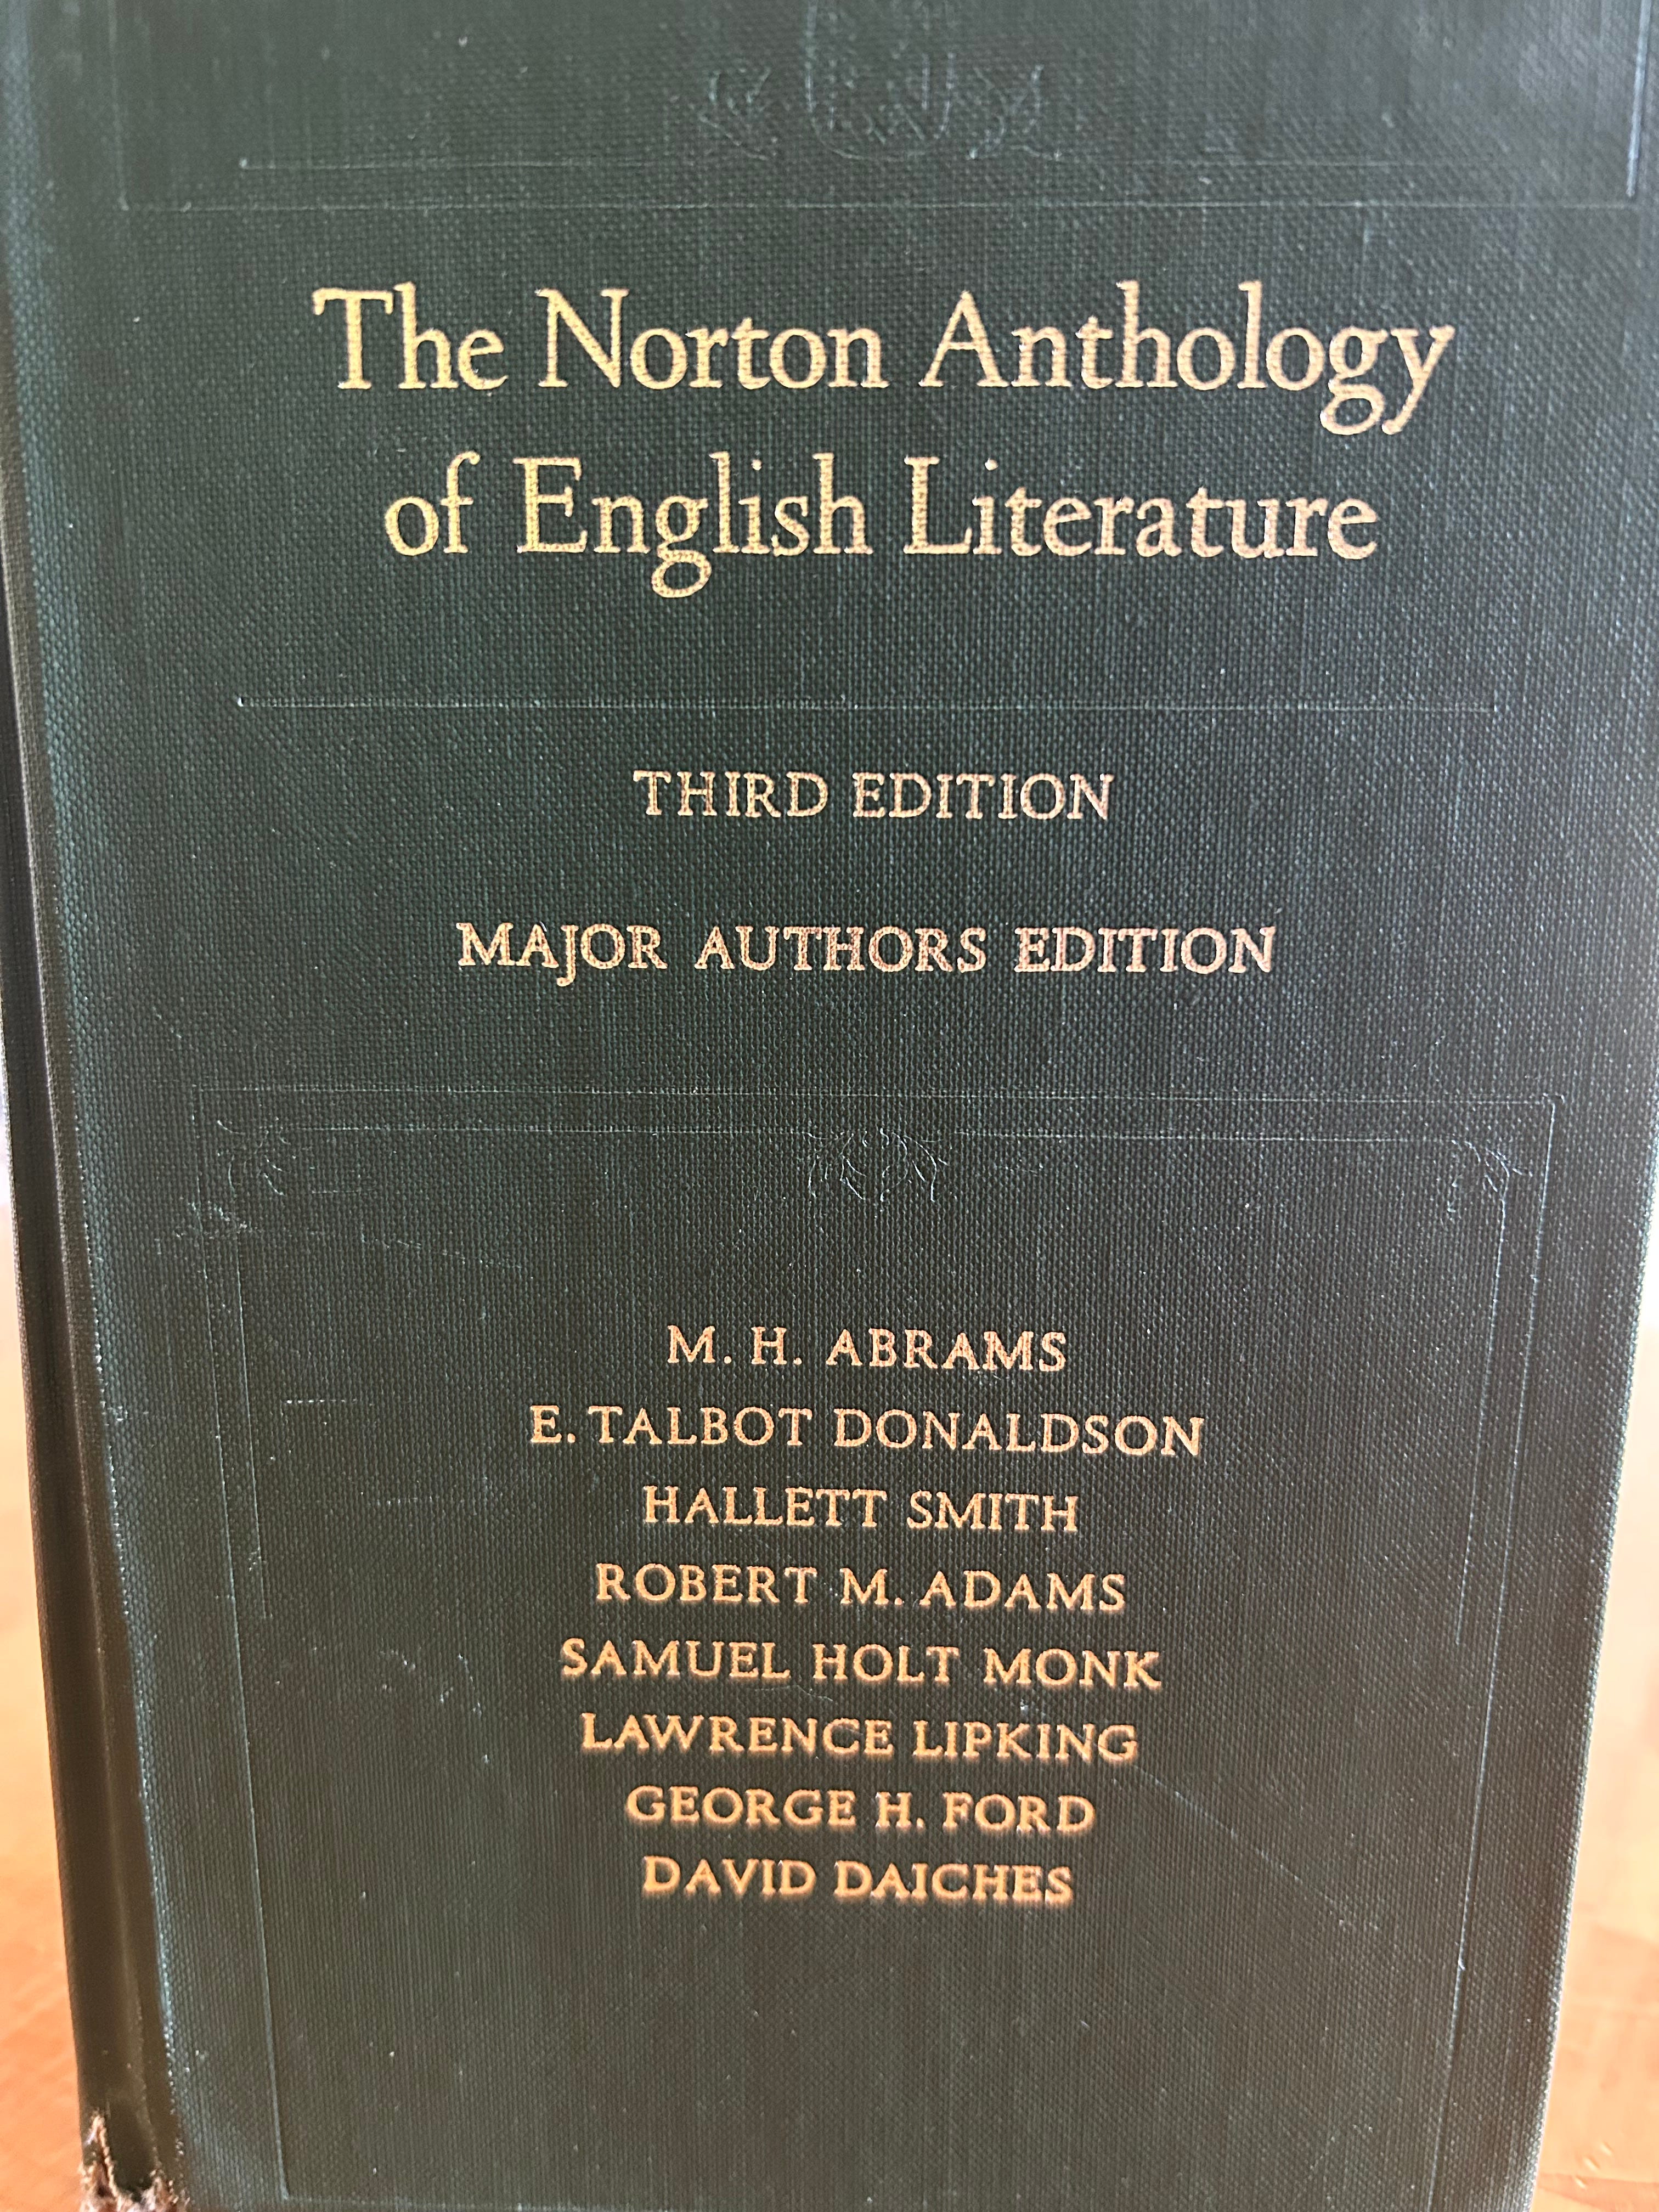 The Norton Anthology
of English Literature
THIRD EDITION
MAJOR AUTHORS EDITION
M. H. ABRAMS
E. TALBOT DONALDSON
HALLETT SMITH
ROBERT M. ADAMS
SAMUEL HOLT MONK
LAWRENCE LIPKING
GEORGE H. FORD
DAVID DAICHES